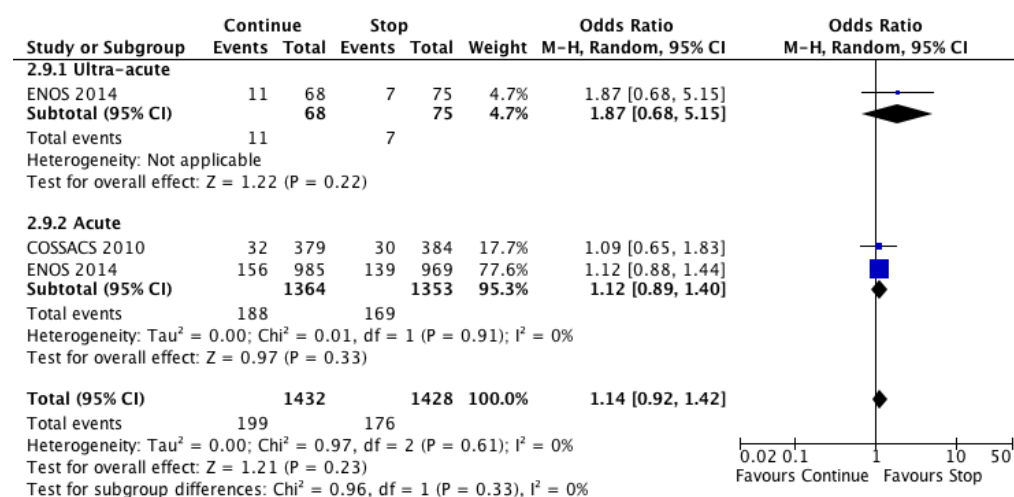 Continue Stop Odds Ratio Odds Ratio
Study or Subgroup Events Total Events Total Weight M-H, Random, 95% CI M-H, Random, 95% CI
2.9.1 Ultra-acute
ENOS 2014 11 68 7 75 4.7% 1.87 [0.68, 5.15]
Subtotal (95% CI) 68 75 4.7% 1.87 [0.68, 5.15]
Total events 11 7
Heterogeneity: Not applicable
Test for overall effect: Z = 1.22 (P = 0.22)
2.9.2 Acute
COSSACS 2010 32 379 30 384 17.7% 1.09 [0.65, 1.83]
ENOS 2014 156 985 139 969 77.6% 1.12 [0.88, 1.44]
Subtotal (95% CI) 1364 1353 95.3% 1.12 [0.89, 1.40]
Total events 188 169
Heterogeneity: Tau² = 0.00; Chi² = 0.01, df = 1 (P = 0.91); I² = 0%
Test for overall effect: Z = 0.97 (P = 0.33)
Total (95% CI) 1432 1428 100.0% 1.14 [0.92, 1.42]
Total events 199 176
Heterogeneity: Tau² = 0.00; Chi² = 0.97, df = 2 (P = 0.61); I² = 0%
Test for overall effect: Z = 1.21 (P = 0.23)
Test for subgroup differences: Chi² = 0.96, df = 1 (P = 0.33), I² = 0%
0.02 0.1 1 10 50
Favours Continue Favours Stop